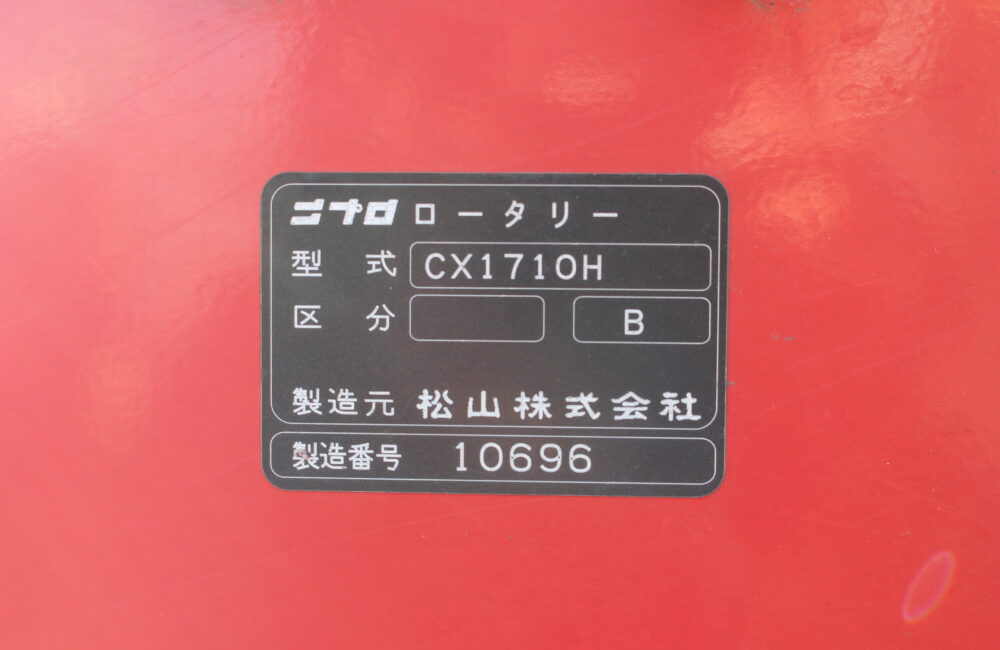 ニプロ ロータリー
型式 CX1710H
区分 B
製造元 松山株式会社
製造番号 10696